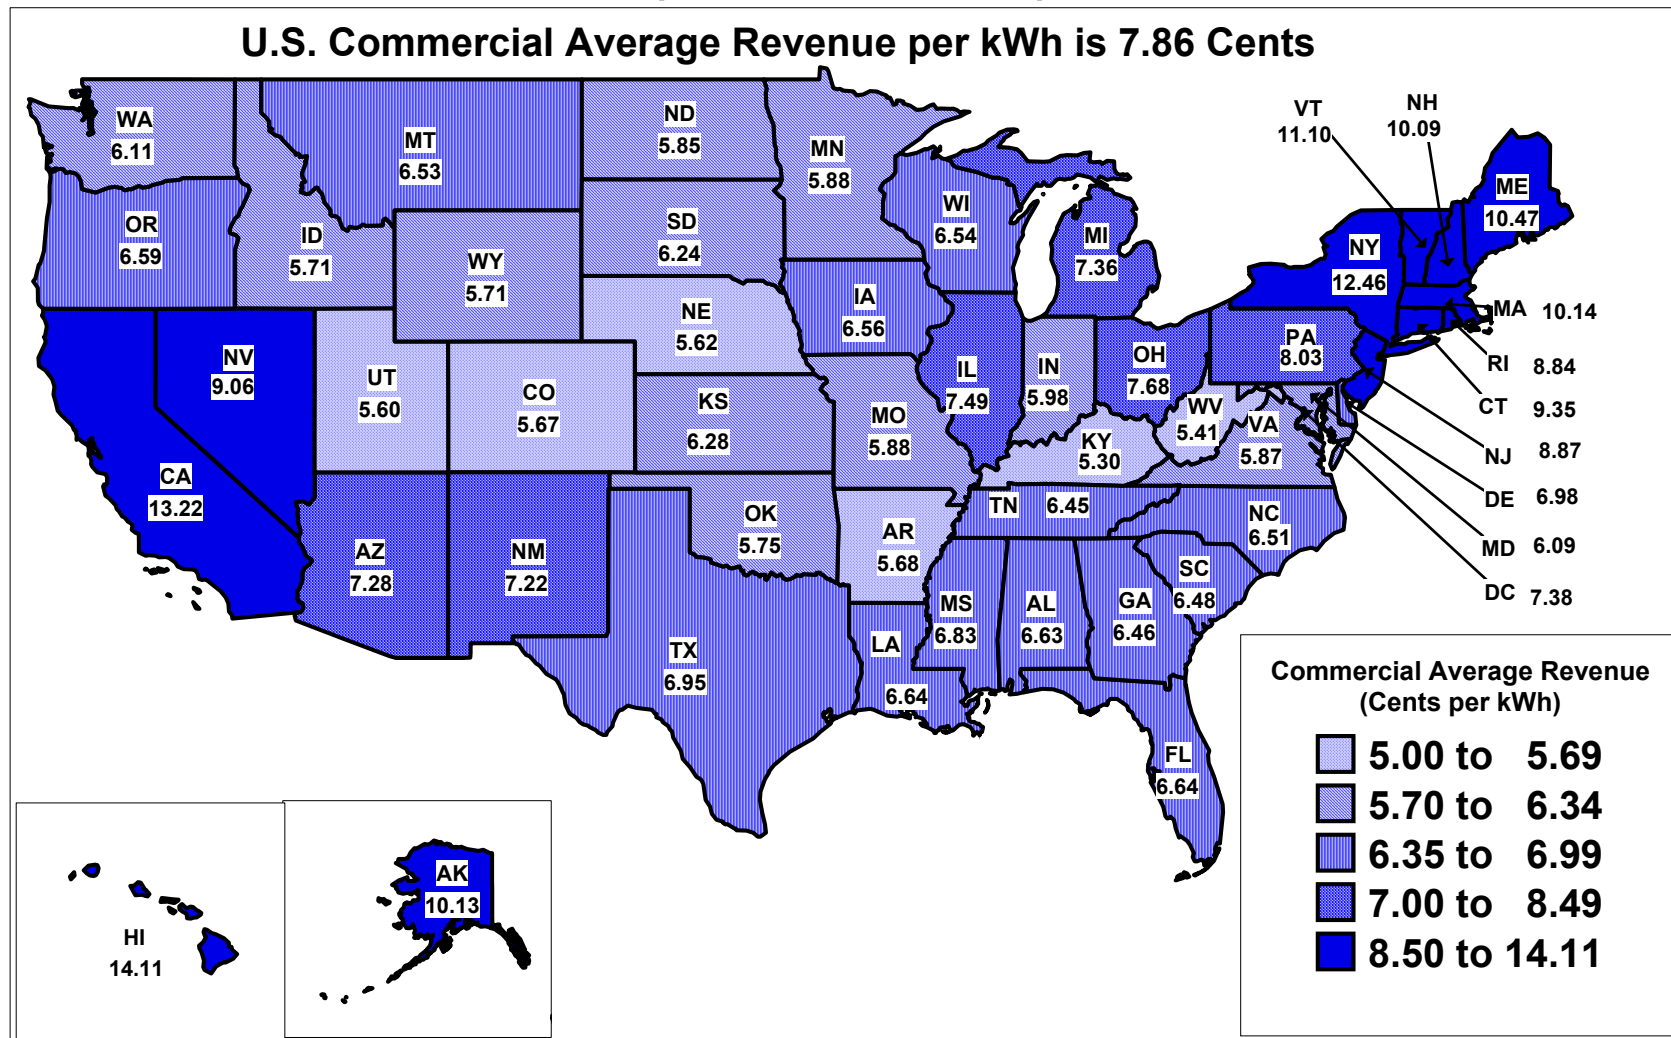 U.S. Commercial Average Revenue per kWh is 7.86 Cents
WA
6.11
MT
6.53
ND
5.85
MN
5.88
VT
11.10
NH
10.09
ME
10.47
OR
6.59
ID
5.71
WY
5.71
SD
6.24
WI
6.54
MI
7.36
NY
12.46
MA 10.14
RI 8.84
CT 9.35
NJ 8.87
DE 6.98
MD 6.09
DC 7.38
NV
9.06
UT
5.60
CO
5.67
NE
5.62
IA
6.56
IL
7.49
IN
5.98
OH
7.68
PA
8.03
KS
6.28
MO
5.88
KY
5.30
WV
5.41
VA
5.87
CA
13.22
AZ
7.28
NM
7.22
OK
5.75
AR
5.68
TN 6.45
NC
6.51
SC
6.48
MS
6.83
AL
6.63
GA
6.46
TX
6.95
LA
6.64
FL
6.64
HI
14.11
AK
10.13
Commercial Average Revenue
(Cents per kWh)
5.00 to 5.69
5.70 to 6.34
6.35 to 6.99
7.00 to 8.49
8.50 to 14.11